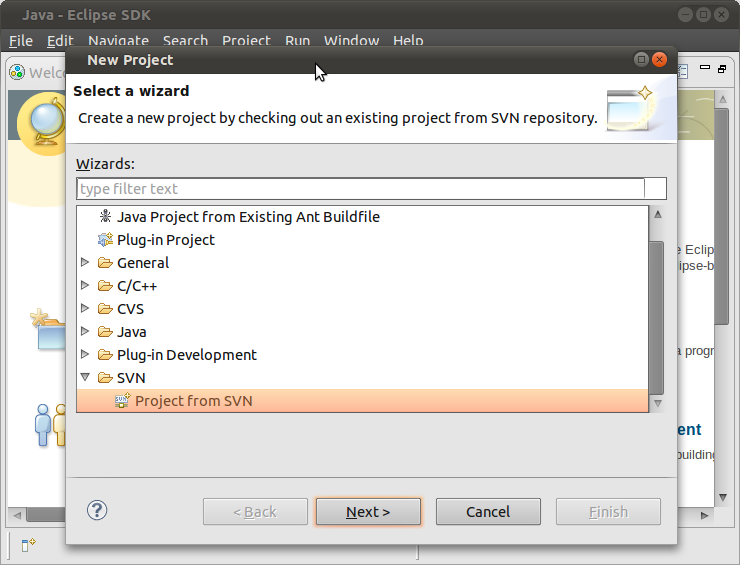 Java - Eclipse SDK
File Edit Navigate Search Project Run Window Help
New Project
Welco
Select a wizard
Create a new project by checking out an existing project from SVN repository.
Wizards:
type filter text
Java Project from Existing Ant Buildfile
Plug-in Project
General
C/C++
CVS
Java
Plug-in Development
SVN
Project from SVN
e Eclip
lipse-b
a progr
ent
building
< Back
Next >
Cancel
Finish